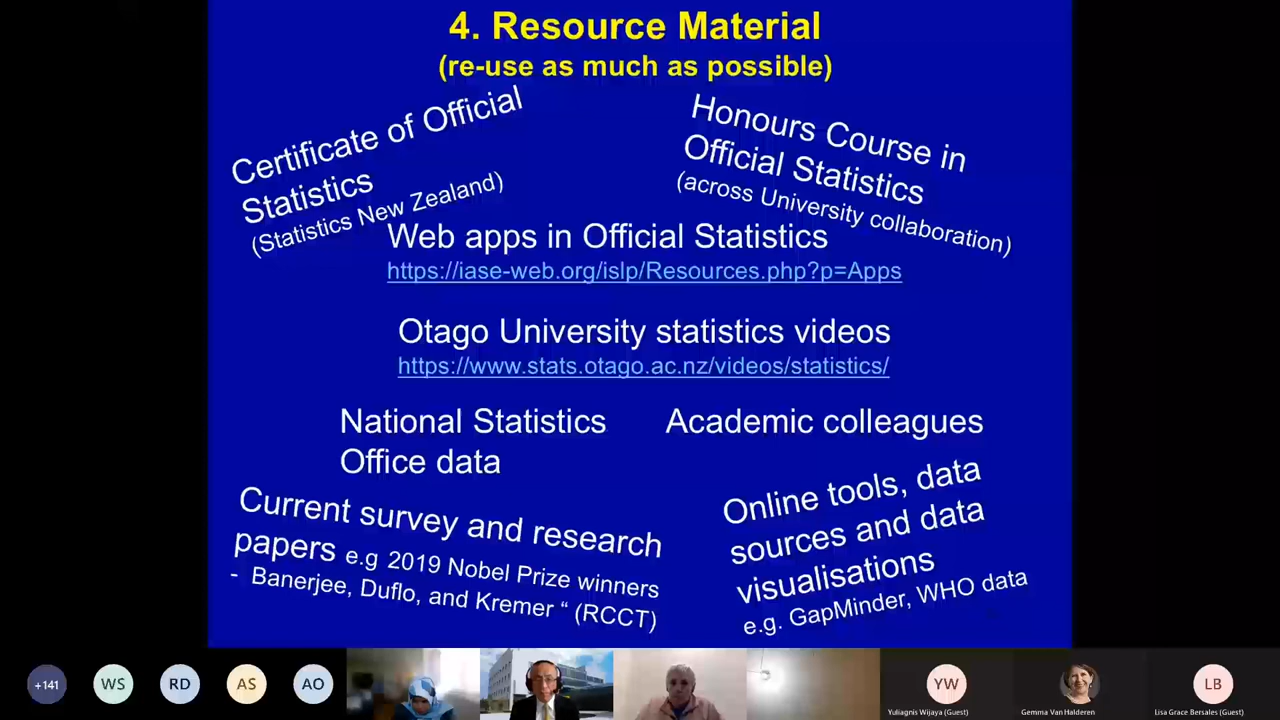 4. Resource Material
(re-use as much as possible)
Certificate of Official
Statistics
(Statistics New Zealand)
Honours Course in
Official Statistics
(across University collaboration)
Web apps in Official Statistics
https://iase-web.org/islp/Resources.php?p=Apps
Otago University statistics videos
https://www.stats.otago.ac.nz/videos/statistics/
National Statistics
Office data
Academic colleagues
Current survey and research
papers e.g 2019 Nobel Prize winners
- Banerjee, Duflo, and Kremer “ (RCCT)
Online tools, data
sources and data
visualisations
e.g. GapMinder, WHO data
+141
WS
RD
AS
AO
YW
Yuliagnis Wijaya (Guest)
Gemma Van Halderen
LB
Lisa Grace Bersales (Guest)